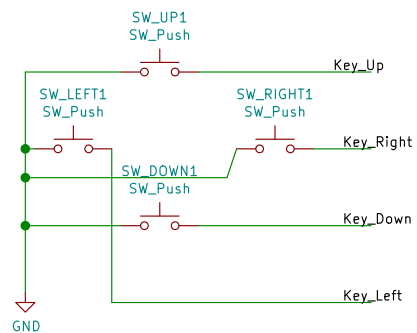 SW_UP1
SW_Push
Key_Up
SW_LEFT1
SW_Push
SW_RIGHT1
SW_Push
Key_Right
SW_DOWN1
SW_Push
Key_Down
Key_Left
GND